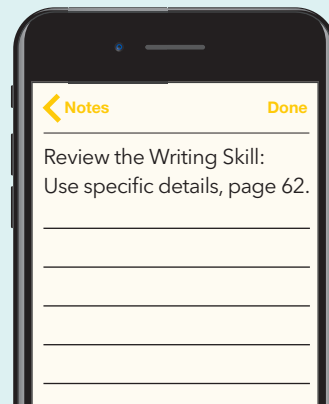 Notes Done
Review the Writing Skill:
Use specific details, page 62.